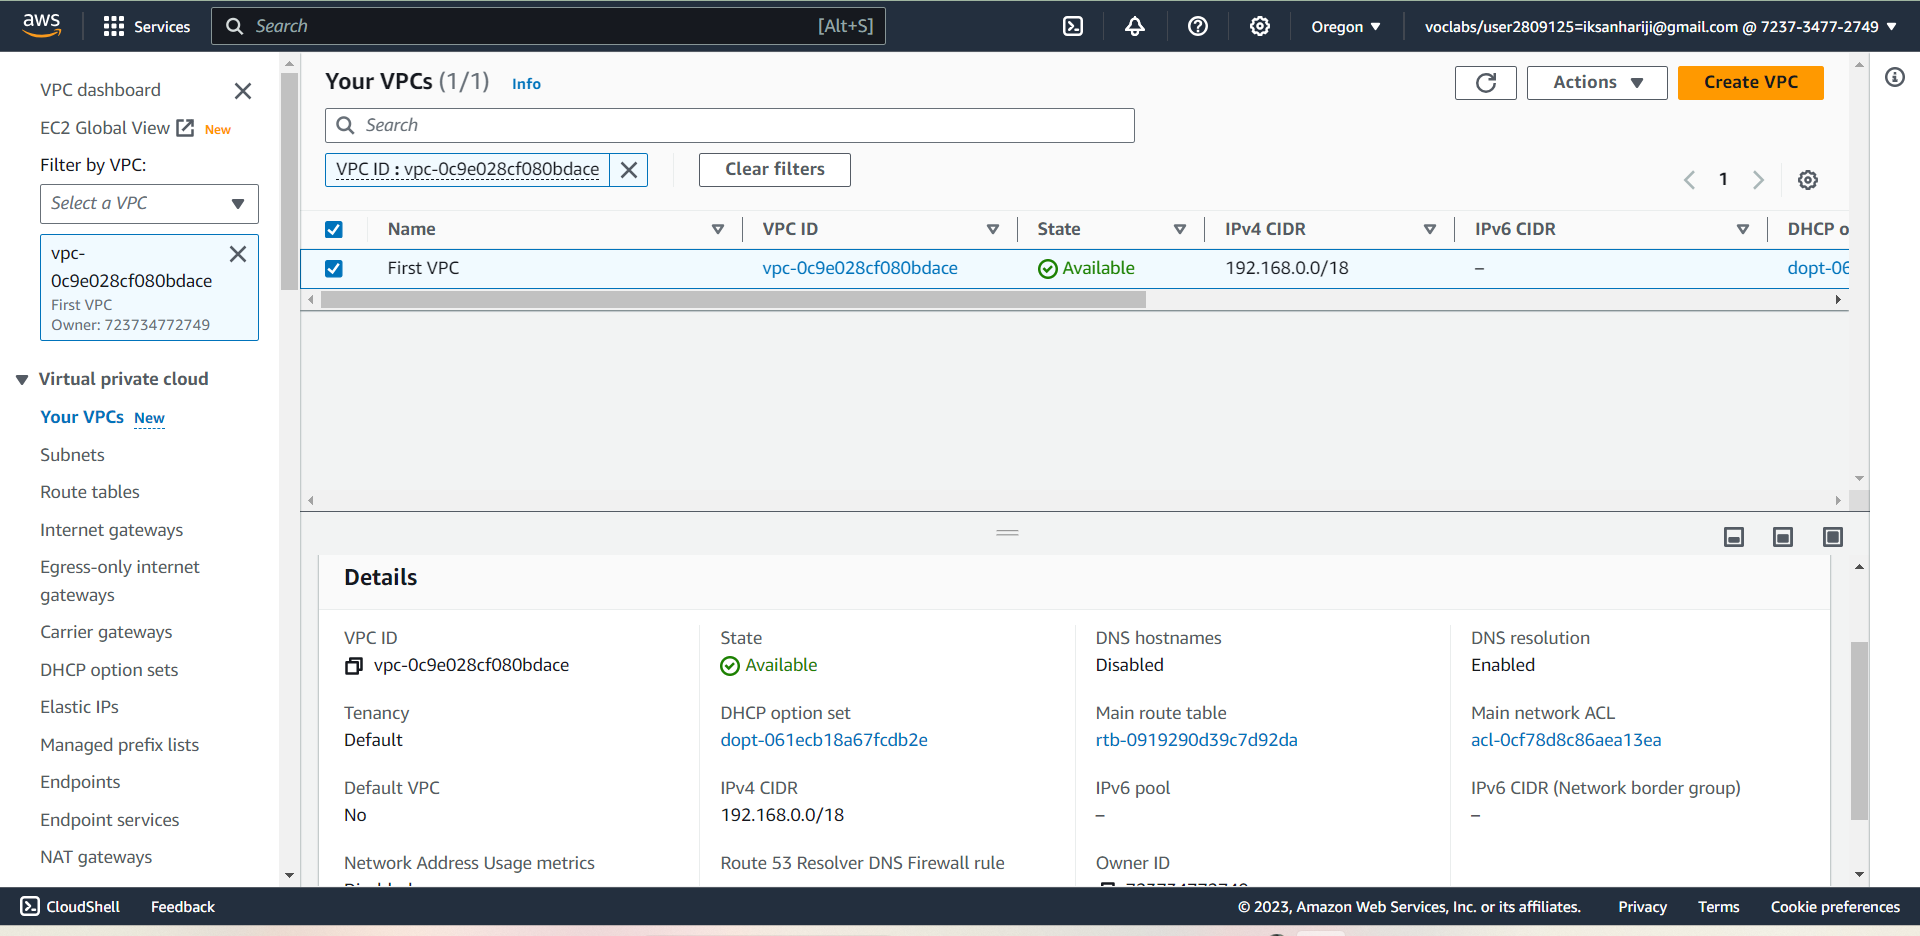 aws
Services
Search
[Alt+S]
Oregon
voclabs/user2809125=iksanhariji@gmail.com @ 7237-3477-2749
VPC dashboard
EC2 Global View
New
Filter by VPC:
Select a VPC
vpc-
0c9e028cf080bdace
First VPC
Owner: 723734772749
Virtual private cloud
Your VPCs
New
Subnets
Route tables
Internet gateways
Egress-only internet
gateways
Carrier gateways
DHCP option sets
Elastic IPs
Managed prefix lists
Endpoints
Endpoint services
NAT gateways
Your VPCs (1/1)
Info
Actions
Create VPC
Search
VPC ID : vpc-0c9e028cf080bdace
Clear filters
1
Name
VPC ID
State
IPv4 CIDR
IPv6 CIDR
DHCP o
First VPC
vpc-0c9e028cf080bdace
Available
192.168.0.0/18
–
dopt-06
Details
VPC ID
vpc-0c9e028cf080bdace
State
Available
DNS hostnames
Disabled
DNS resolution
Enabled
Tenancy
Default
DHCP option set
dopt-061ecb18a67fcdb2e
Main route table
rtb-0919290d39c7d92da
Main network ACL
acl-0cf78d8c86aea13ea
Default VPC
No
IPv4 CIDR
192.168.0.0/18
IPv6 pool
–
IPv6 CIDR (Network border group)
–
Network Address Usage metrics
Route 53 Resolver DNS Firewall rule
Owner ID
CloudShell
Feedback
© 2023, Amazon Web Services, Inc. or its affiliates.
Privacy
Terms
Cookie preferences